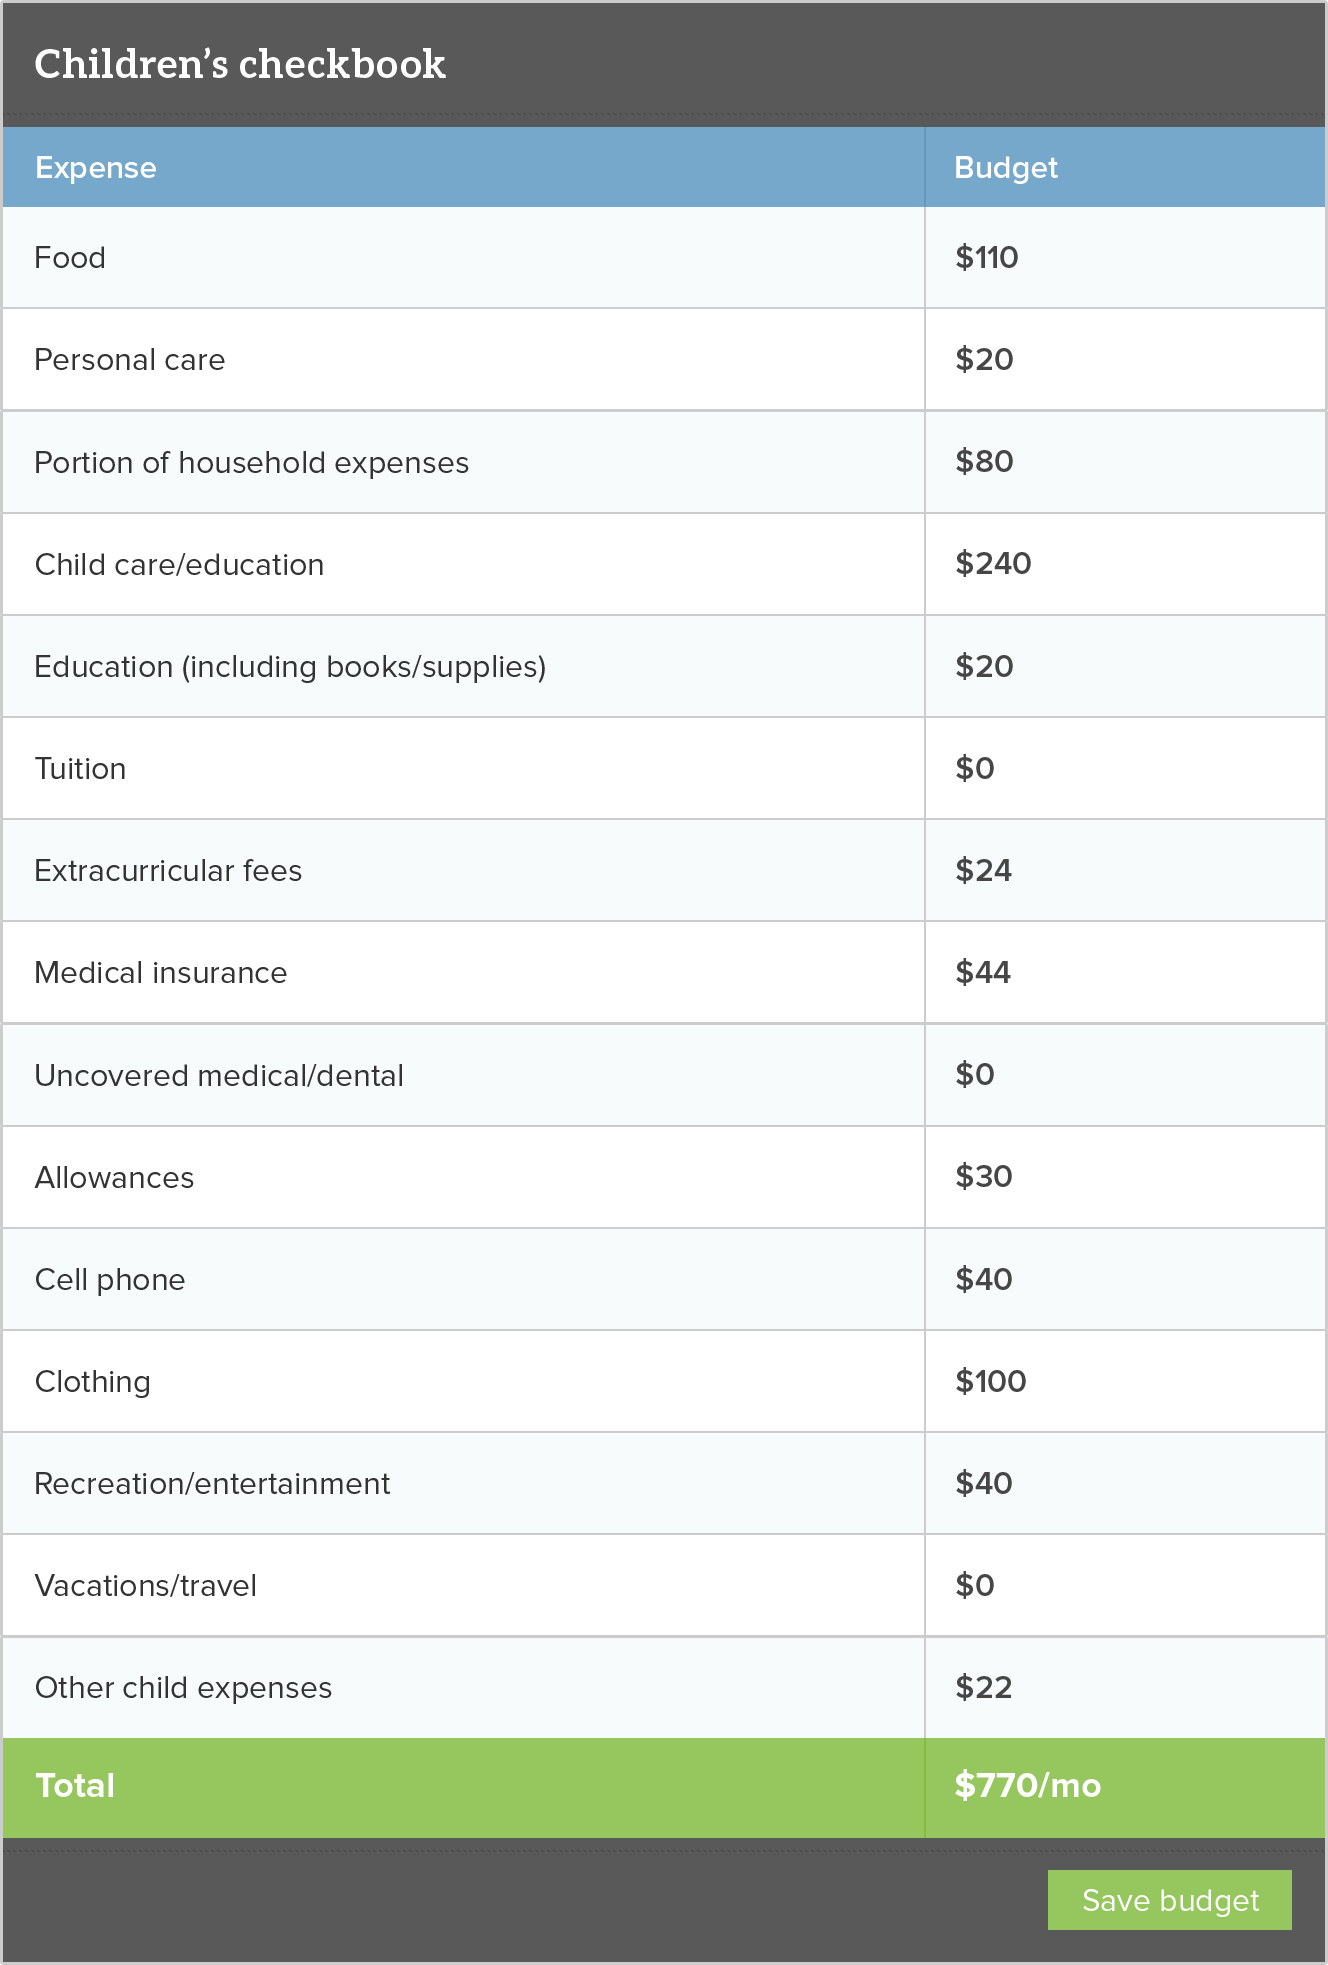 Children’s checkbook
Expense Budget
Food $110
Personal care $20
Portion of household expenses $80
Child care/education $240
Education (including books/supplies) $20
Tuition $0
Extracurricular fees $24
Medical insurance $44
Uncovered medical/dental $0
Allowances $30
Cell phone $40
Clothing $100
Recreation/entertainment $40
Vacations/travel $0
Other child expenses $22
Total $770/mo
Save budget